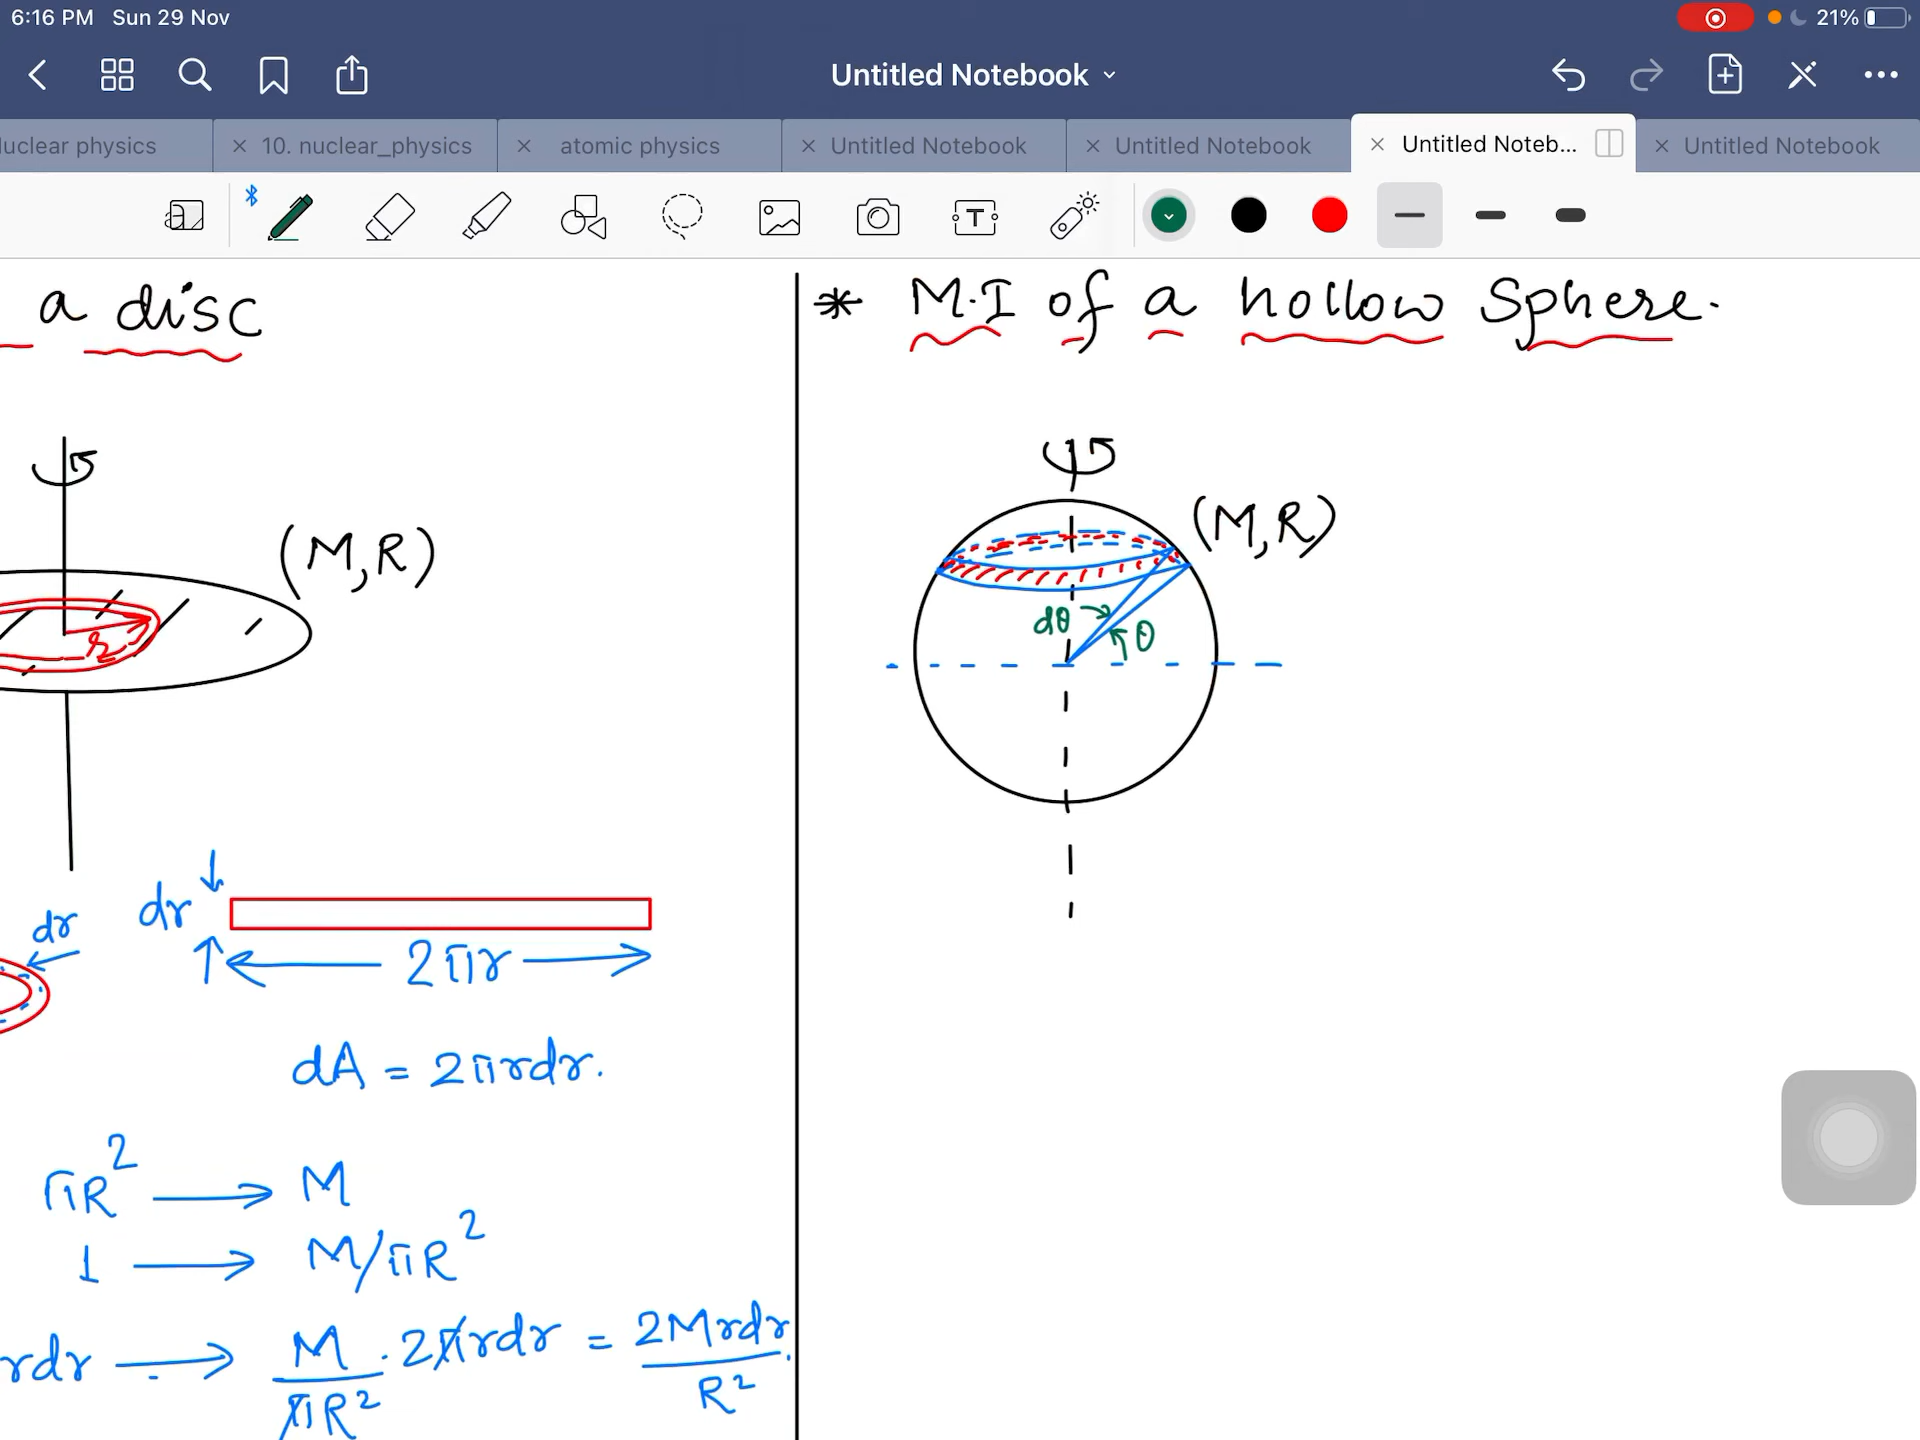 6:16 PM Sun 29 Nov
21%
Untitled Notebook
luclear physics
10. nuclear_physics
atomic physics
Untitled Notebook
Untitled Notebook
Untitled Noteb...
Untitled Notebook
a disc
(M,R)
r
dr
dr
2πr
dA = 2πrdr.
πR² → M
1 → M/πR²
rdr → M/πR² · 2πrdr = 2Mrdr/R².
* M.I of a hollow Sphere.
(M,R)
dθ
θ